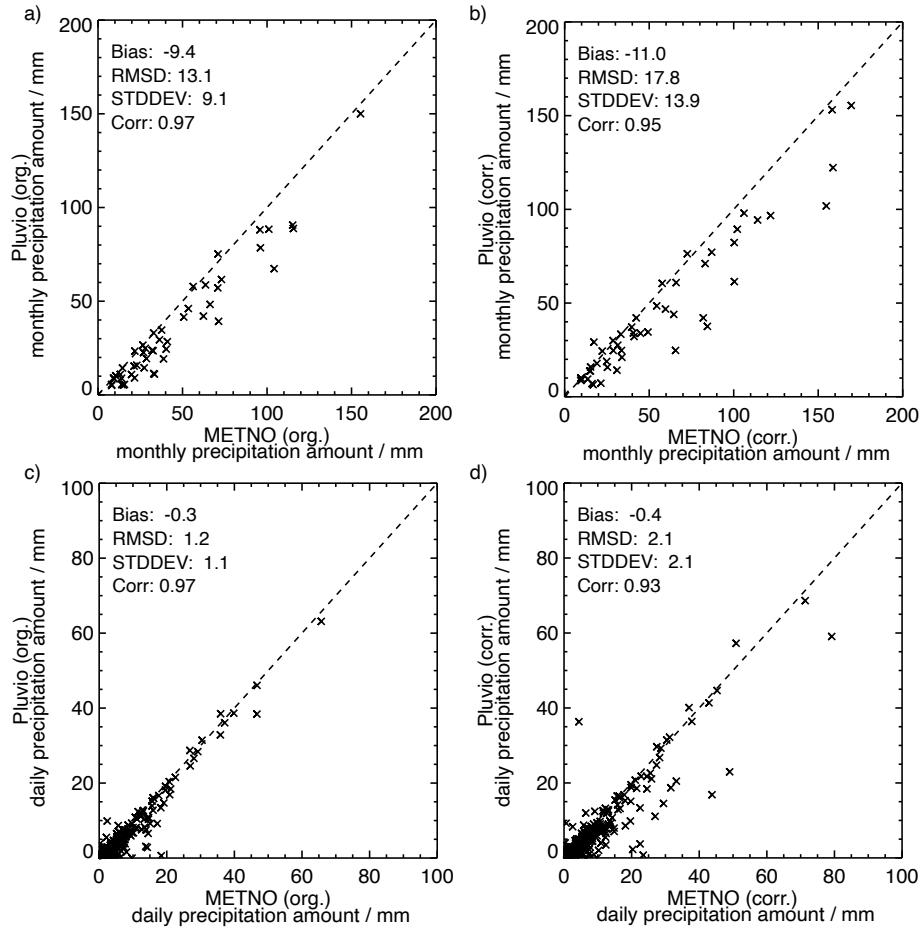 a)
200
150
100
50
0
Pluvio (org.)
monthly precipitation amount / mm
Bias: -9.4
RMSD: 13.1
STDDEV: 9.1
Corr: 0.97
0 50 100 150 200
METNO (org.)
monthly precipitation amount / mm
b)
200
150
100
50
0
Pluvio (corr.)
monthly precipitation amount / mm
Bias: -11.0
RMSD: 17.8
STDDEV: 13.9
Corr: 0.95
0 50 100 150 200
METNO (corr.)
monthly precipitation amount / mm
c)
100
80
60
40
20
0
Pluvio (org.)
daily precipitation amount / mm
Bias: -0.3
RMSD: 1.2
STDDEV: 1.1
Corr: 0.97
0 20 40 60 80 100
METNO (org.)
daily precipitation amount / mm
d)
100
80
60
40
20
0
Pluvio (corr.)
daily precipitation amount / mm
Bias: -0.4
RMSD: 2.1
STDDEV: 2.1
Corr: 0.93
0 20 40 60 80 100
METNO (corr.)
daily precipitation amount / mm